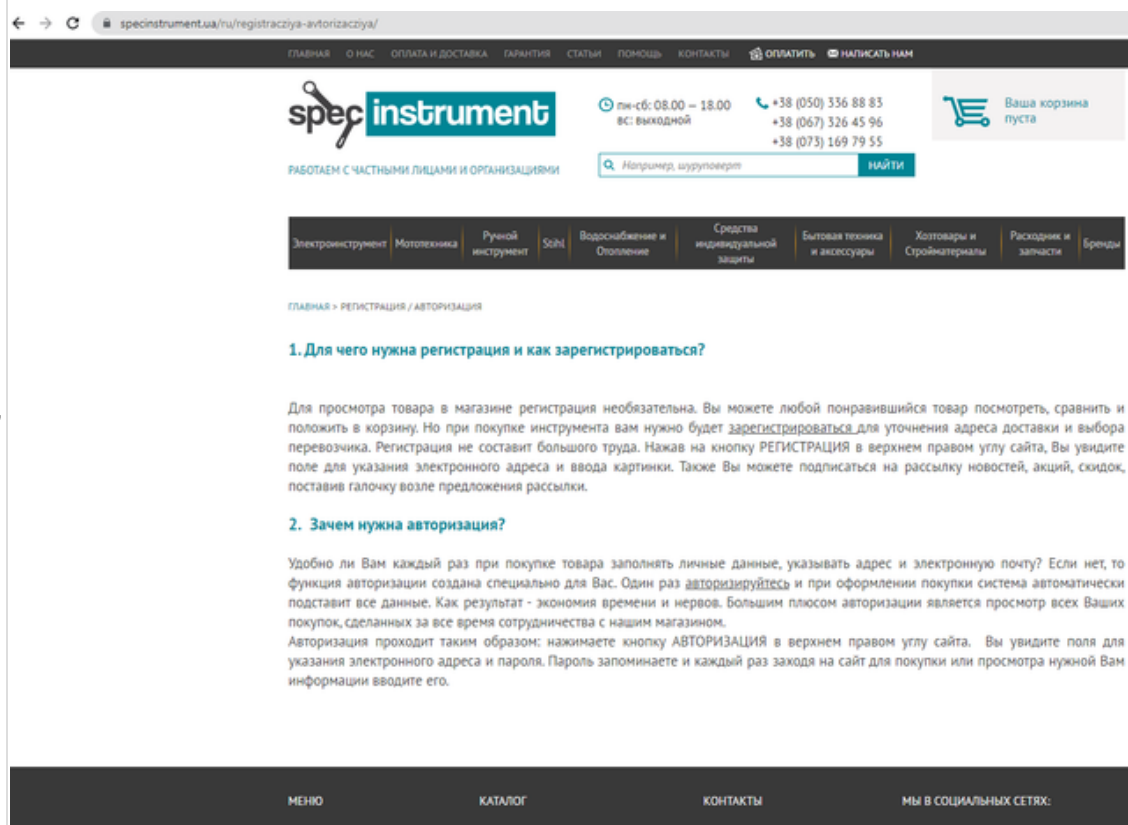 specinstrument.ua/ru/registracziya-avtorizacziya/
ГЛАВНАЯ О НАС ОПЛАТА И ДОСТАВКА ГАРАНТИЯ СТАТЬИ ПОМОЩЬ КОНТАКТЫ ОПЛАТИТЬ НАПИСАТЬ НАМ
spec instrument
РАБОТАЕМ С ЧАСТНЫМИ ЛИЦАМИ И ОРГАНИЗАЦИЯМИ
пн-сб: 08.00 – 18.00
вс: выходной
+38 (050) 336 88 83
+38 (067) 326 45 96
+38 (073) 169 79 55
Ваша корзина
пуста
Например, шуруповерт НАЙТИ
Электроинструмент
Мототехника
Ручной
инструмент
Stihl
Водоснабжение и
Отопление
Средства
индивидуальной
защиты
Бытовая техника
и аксессуары
Хозтовары и
Стройматериалы
Расходник и
запчасти
Бренды
ГЛАВНАЯ > РЕГИСТРАЦИЯ / АВТОРИЗАЦИЯ
1. Для чего нужна регистрация и как зарегистрироваться?
Для просмотра товара в магазине регистрация необязательна. Вы можете любой понравившийся товар посмотреть, сравнить и
положить в корзину. Но при покупке инструмента вам нужно будет зарегистрироваться для уточнения адреса доставки и выбора
перевозчика. Регистрация не составит большого труда. Нажав на кнопку РЕГИСТРАЦИЯ в верхнем правом углу сайта, Вы увидите
поле для указания электронного адреса и ввода картинки. Также Вы можете подписаться на рассылку новостей, акций, скидок,
поставив галочку возле предложения рассылки.
2. Зачем нужна авторизация?
Удобно ли Вам каждый раз при покупке товара заполнять личные данные, указывать адрес и электронную почту? Если нет, то
функция авторизации создана специально для Вас. Один раз авторизируйтесь и при оформлении покупки система автоматически
подставит все данные. Как результат - экономия времени и нервов. Большим плюсом авторизации является просмотр всех Ваших
покупок, сделанных за все время сотрудничества с нашим магазином.
Авторизация проходит таким образом: нажимаете кнопку АВТОРИЗАЦИЯ в верхнем правом углу сайта. Вы увидите поля для
указания электронного адреса и пароля. Пароль запоминаете и каждый раз заходя на сайт для покупки или просмотра нужной Вам
информации вводите его.
МЕНЮ КАТАЛОГ КОНТАКТЫ МЫ В СОЦИАЛЬНЫХ СЕТЯХ: